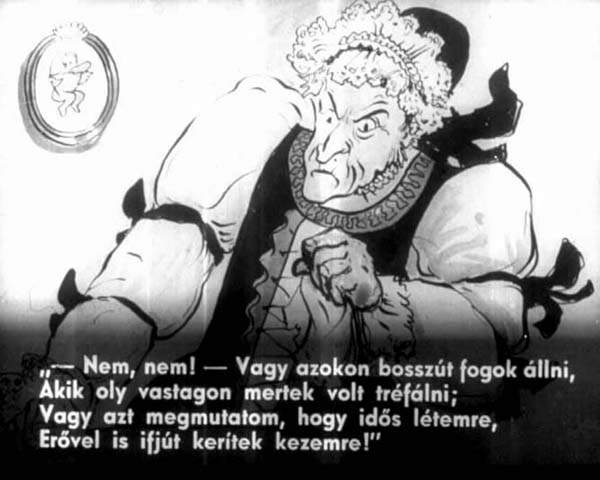 „— Nem, nem! — Vagy azokon bosszút fogok állni,
Akik oly vastagon mertek volt tréfálni;
Vagy azt megmutatom, hogy idős létemre,
Erővel is ifjút kerítek kezemre!”